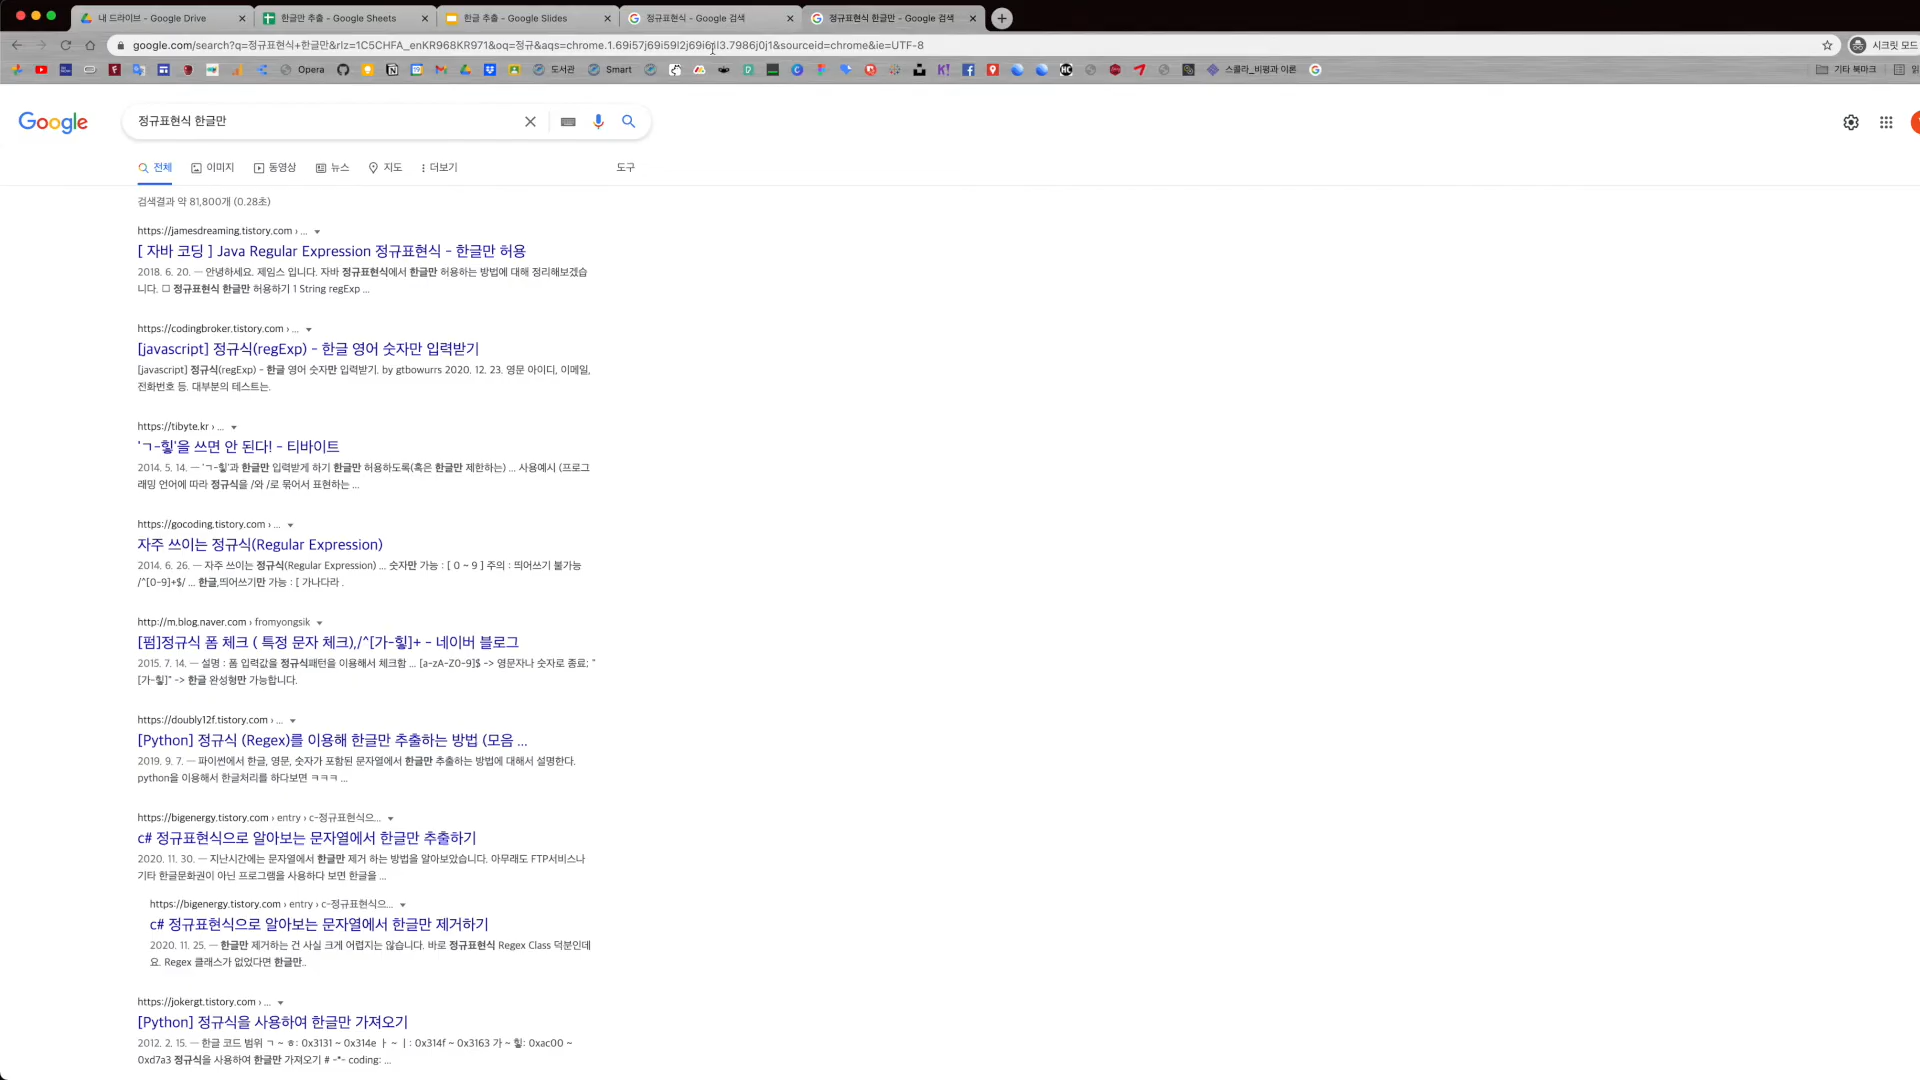 내 드라이브 - Google Drive
한글만 추출 - Google Sheets
한글 추출 - Google Slides
정규표현식 - Google 검색
정규표현식 한글만 - Google 검색
google.com/search?q=정규표현식+한글만&rlz=1C5CHFA_enKR968KR971&oq=정규&aqs=chrome.1.69i57j69i59l2j69i61l3.7986j0j1&sourceid=chrome&ie=UTF-8
시크릿 모드
Opera
도서관
Smart
스콜라_비평과 이론
기타 북마크
Google
정규표현식 한글만
전체
이미지
동영상
뉴스
지도
더보기
도구
검색결과 약 81,800개 (0.28초)
https://jamesdreaming.tistory.com › ...
[ 자바 코딩 ] Java Regular Expression 정규표현식 - 한글만 허용
2018. 6. 20. — 안녕하세요. 제임스 입니다. 자바 정규표현식에서 한글만 허용하는 방법에 대해 정리해보겠습
니다. □ 정규표현식 한글만 허용하기 1 String regExp ...
https://codingbroker.tistory.com › ...
[javascript] 정규식(regExp) - 한글 영어 숫자만 입력받기
[javascript] 정규식(regExp) - 한글 영어 숫자만 입력받기. by gtbowurrs 2020. 12. 23. 영문 아이디, 이메일,
전화번호 등. 대부분의 테스트는.
https://tibyte.kr › ...
'ㄱ-힣'을 쓰면 안 된다! - 티바이트
2014. 5. 14. — 'ㄱ-힣'과 한글만 입력받게 하기 한글만 허용하도록(혹은 한글만 제한하는) ... 사용예시 (프로그
래밍 언어에 따라 정규식을 /와 /로 묶어서 표현하는 ...
https://gocoding.tistory.com › ...
자주 쓰이는 정규식(Regular Expression)
2014. 6. 26. — 자주 쓰이는 정규식(Regular Expression) ... 숫자만 가능 : [ 0 ~ 9 ] 주의 : 띄어쓰기 불가능
/^[0-9]+$/ ... 한글,띄어쓰기만 가능 : [ 가나다라 .
http://m.blog.naver.com › fromyongsik
[펌]정규식 폼 체크 ( 특정 문자 체크),/^[가-힣]+ - 네이버 블로그
2015. 7. 14. — 설명 : 폼 입력값을 정규식패턴을 이용해서 체크함 ... [a-zA-Z0-9]$ -> 영문자나 숫자로 종료; "
[가-힣]" -> 한글 완성형만 가능합니다.
https://doubly12f.tistory.com › ...
[Python] 정규식 (Regex)를 이용해 한글만 추출하는 방법 (모음 ...
2019. 9. 7. — 파이썬에서 한글, 영문, 숫자가 포함된 문자열에서 한글만 추출하는 방법에 대해서 설명한다.
python을 이용해서 한글처리를 하다보면 ㅋㅋㅋ ...
https://bigenergy.tistory.com › entry › c-정규표현식으...
c# 정규표현식으로 알아보는 문자열에서 한글만 추출하기
2020. 11. 30. — 지난시간에는 문자열에서 한글만 제거 하는 방법을 알아보았습니다. 아무래도 FTP서비스나
기타 한글문화권이 아닌 프로그램을 사용하다 보면 한글을 ...
https://bigenergy.tistory.com › entry › c-정규표현식으...
c# 정규표현식으로 알아보는 문자열에서 한글만 제거하기
2020. 11. 25. — 한글만 제거하는 건 사실 크게 어렵지는 않습니다. 바로 정규표현식 Regex Class 덕분인데
요. Regex 클래스가 없었다면 한글만..
https://jokergt.tistory.com › ...
[Python] 정규식을 사용하여 한글만 가져오기
2012. 2. 15. — 한글 코드 범위 ㄱ ~ ㅎ: 0x3131 ~ 0x314e ㅏ ~ ㅣ: 0x314f ~ 0x3163 가 ~ 힣: 0xac00 ~
0xd7a3 정규식을 사용하여 한글만 가져오기 # -*- coding: ...